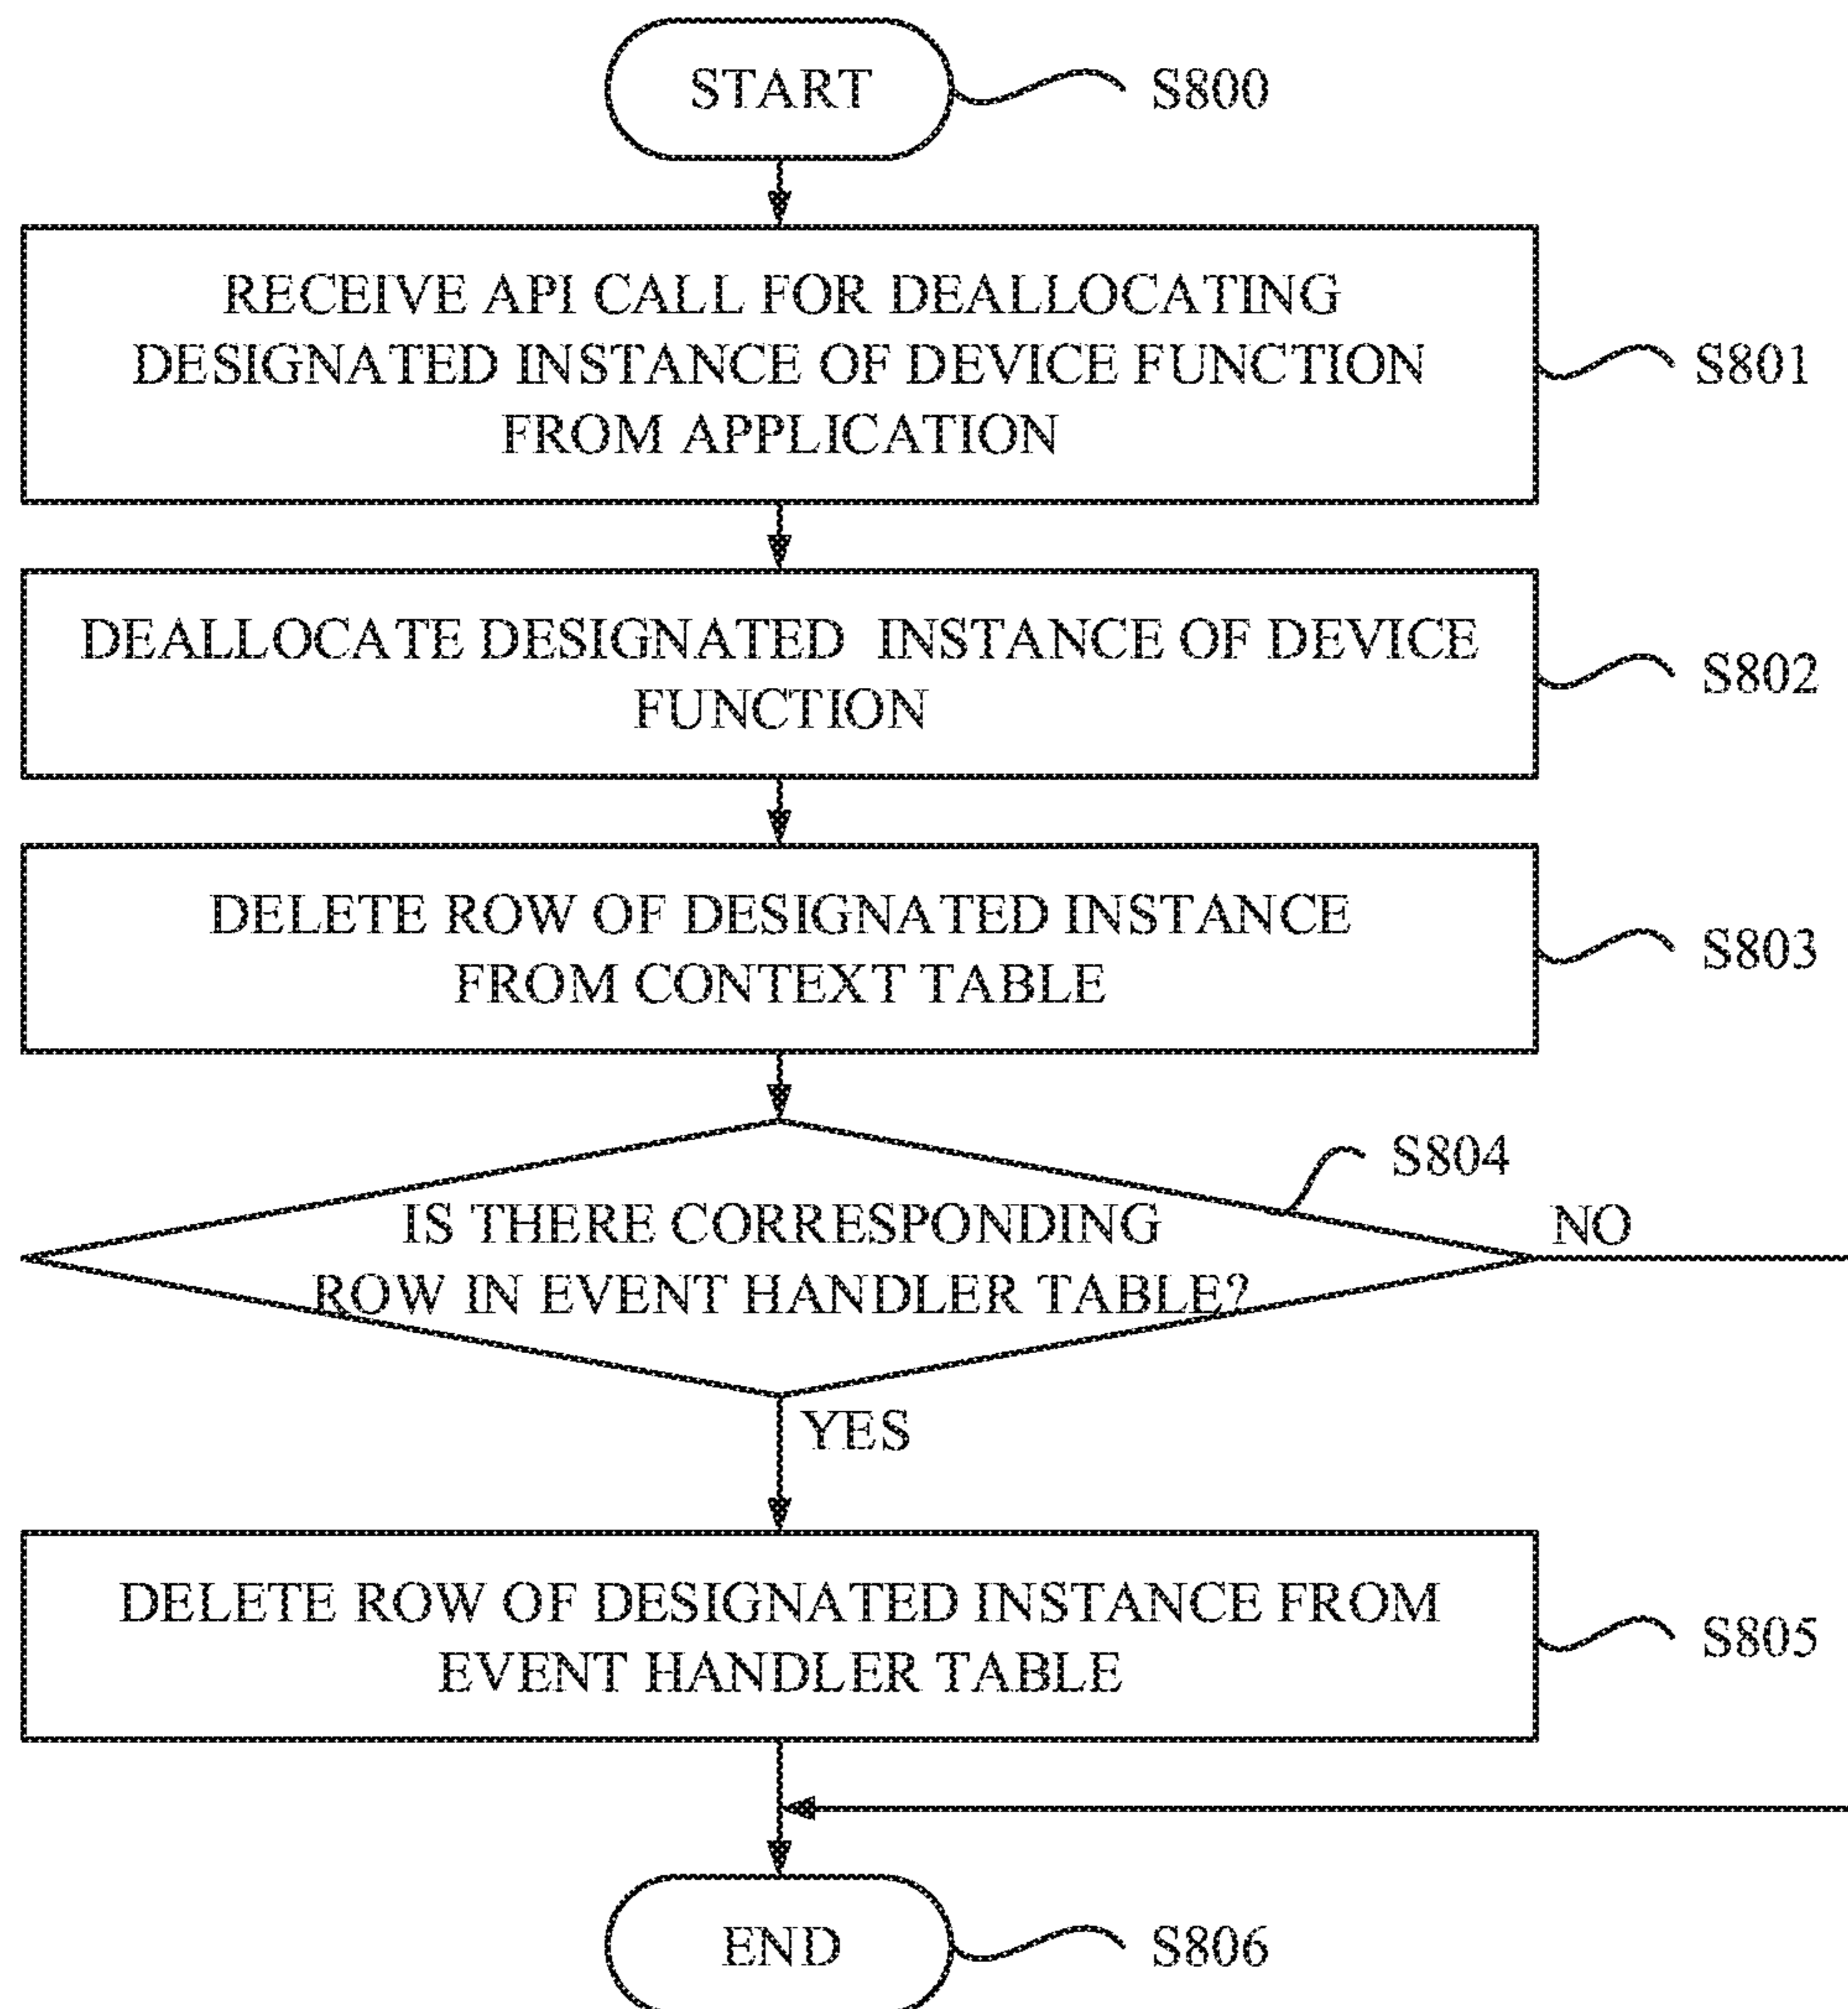 START
S800
RECEIVE API CALL FOR DEALLOCATING
DESIGNATED INSTANCE OF DEVICE FUNCTION
FROM APPLICATION
S801
DEALLOCATE DESIGNATED INSTANCE OF DEVICE
FUNCTION
S802
DELETE ROW OF DESIGNATED INSTANCE
FROM CONTEXT TABLE
S803
S804
IS THERE CORRESPONDING
ROW IN EVENT HANDLER TABLE?
NO
YES
DELETE ROW OF DESIGNATED INSTANCE FROM
EVENT HANDLER TABLE
S805
END
S806